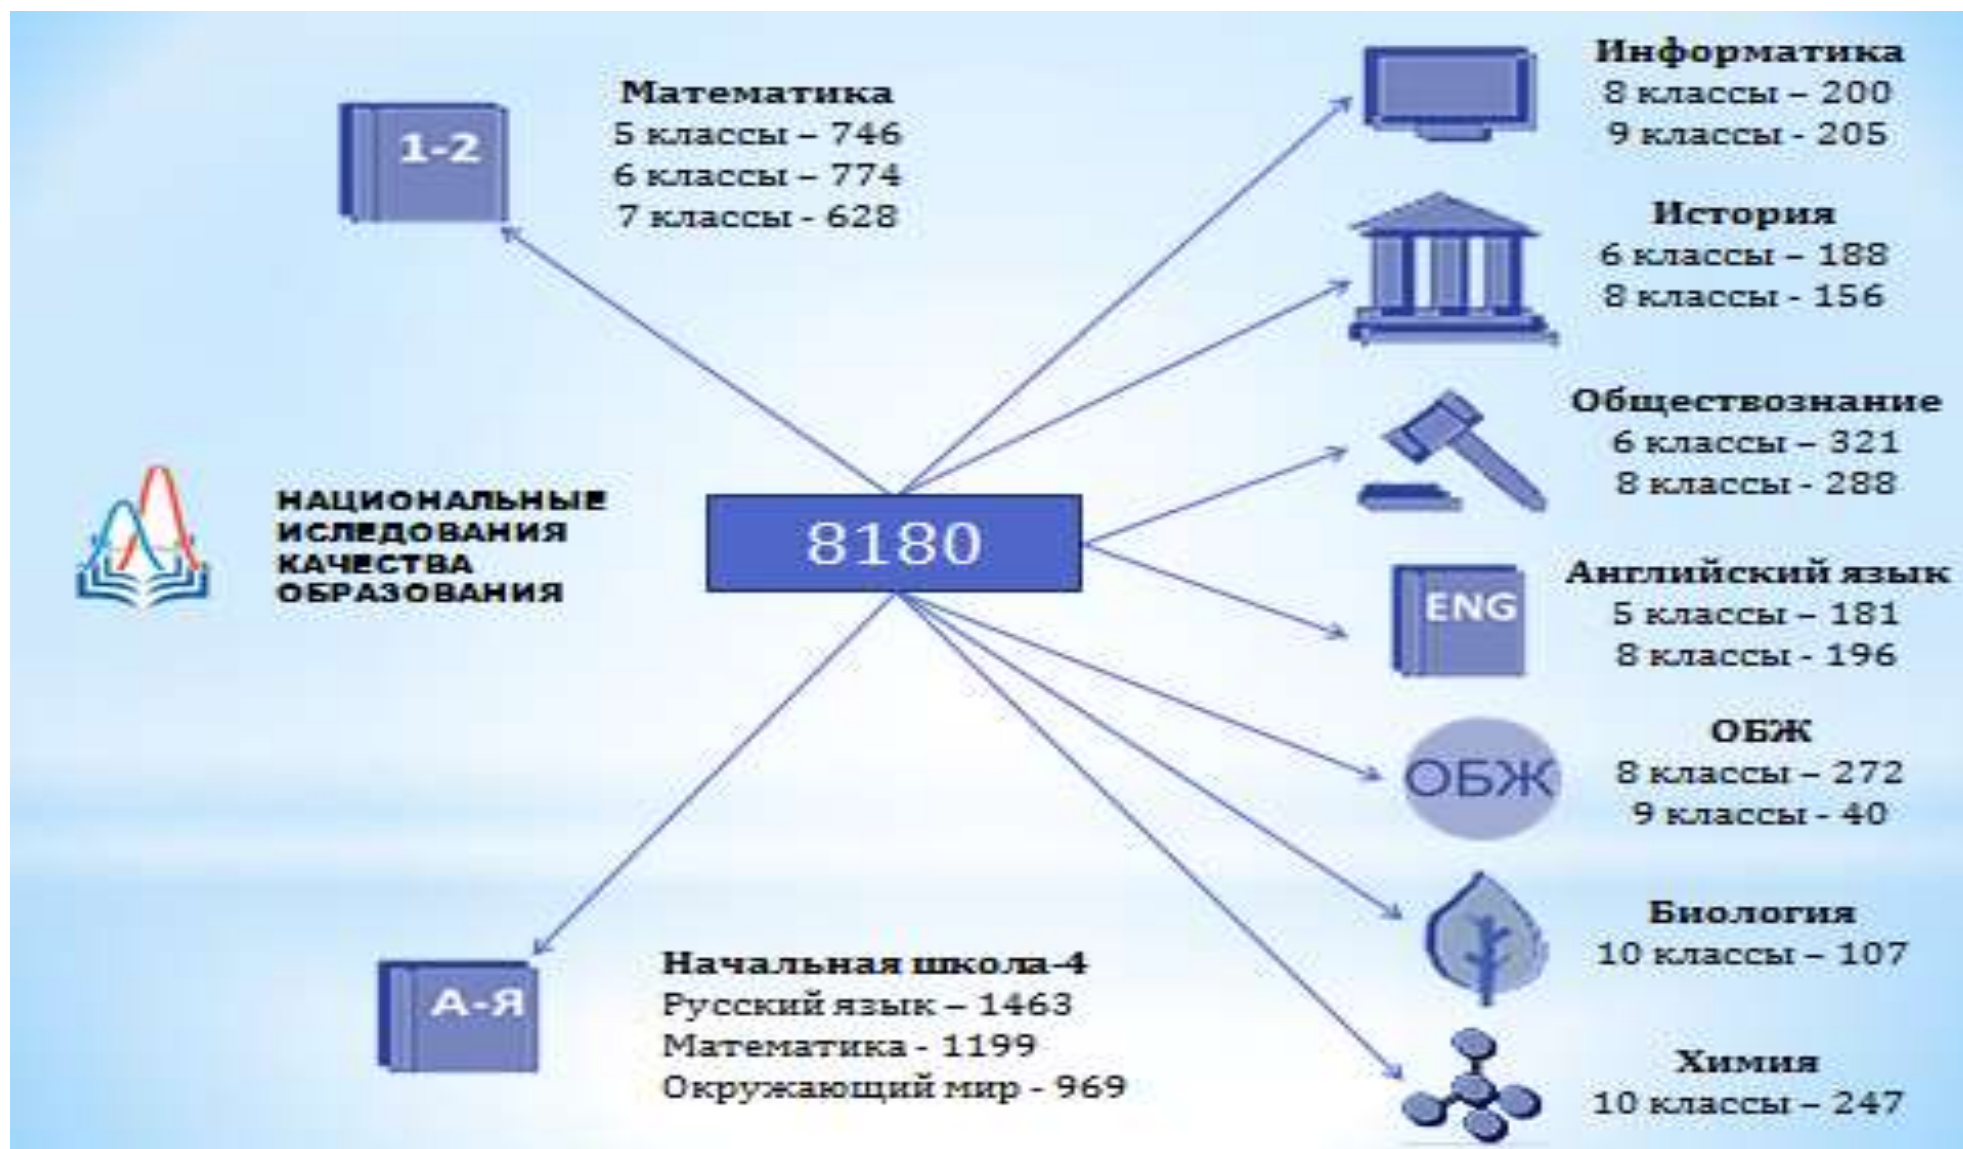 Математика
5 классы – 746
6 классы – 774
7 классы - 628
1-2
Информатика
8 классы – 200
9 классы - 205
История
6 классы – 188
8 классы - 156
Обществознание
6 классы – 321
8 классы - 288
НАЦИОНАЛЬНЫЕ
ИСЛЕДОВАНИЯ
КАЧЕСТВА
ОБРАЗОВАНИЯ
8180
Английский язык
5 классы – 181
8 классы - 196
ENG
ОБЖ
8 классы – 272
9 классы - 40
ОБЖ
Биология
10 классы – 107
А-Я
Начальная школа-4
Русский язык – 1463
Математика - 1199
Окружающий мир - 969
Химия
10 классы – 247